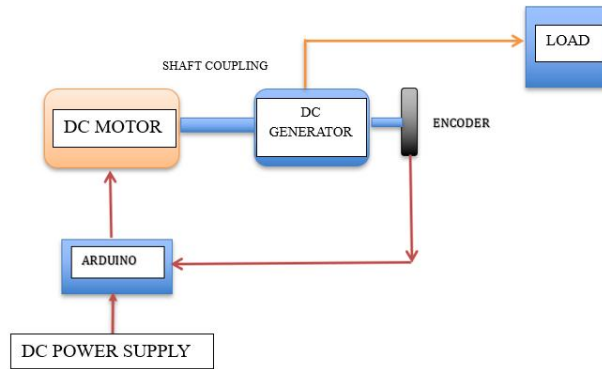 LOAD
SHAFT COUPLING
DC MOTOR
DC
GENERATOR
ENCODER
ARDUINO
DC POWER SUPPLY